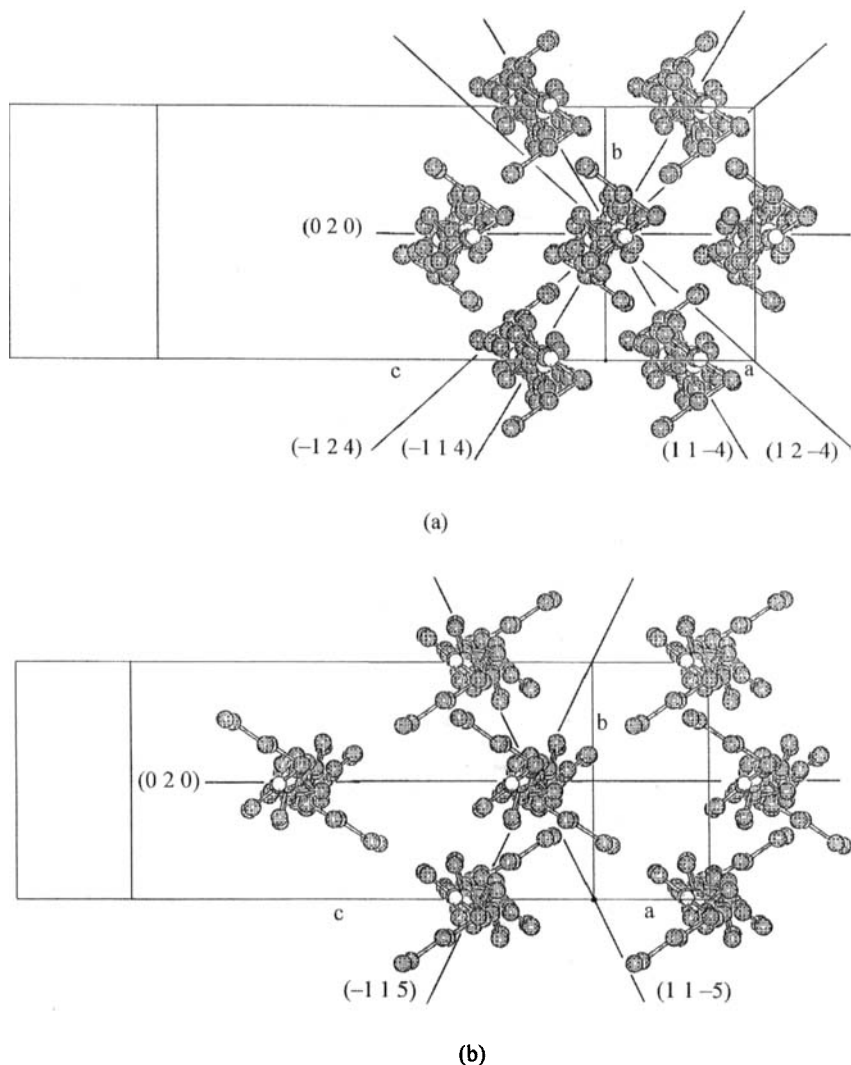 b
(0 2 0)
c
a
(–1 2 4)
(–1 1 4)
(1 1 –4)
(1 2 –4)
(a)
b
(0 2 0)
c
a
(–1 1 5)
(1 1 –5)
(b)